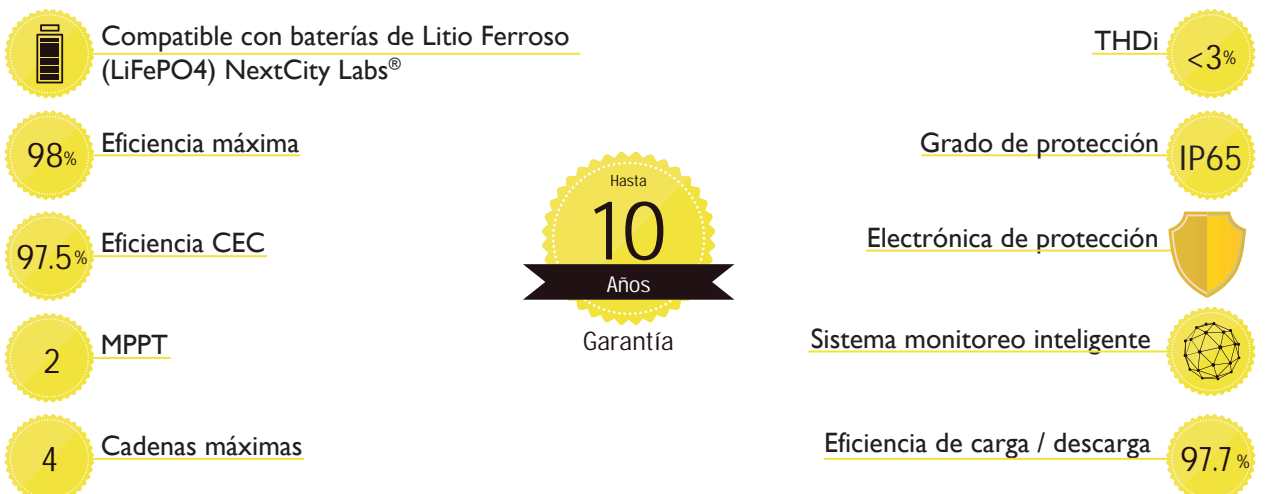 Compatible con baterías de Litio Ferroso
(LiFePO4) NextCity Labs®
98%
Eficiencia máxima
97.5%
Eficiencia CEC
2
MPPT
4
Cadenas máximas
Hasta
10
Años
Garantía
THDi
<3%
Grado de protección
IP65
Electrónica de protección
Sistema monitoreo inteligente
Eficiencia de carga / descarga
97.7%